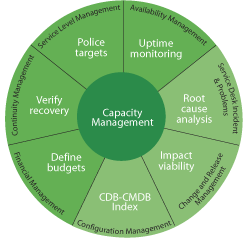 Service Level Management
Availability Management
Police
targets
Uptime
monitoring
Continuity Management
Service Desk Incident
& Problems
Verify
recovery
Root
cause
analysis
Capacity
Management
Define
budgets
Impact
viability
Financial Management
CDB-CMDB
Index
Change and Release
Management
Configuration Management